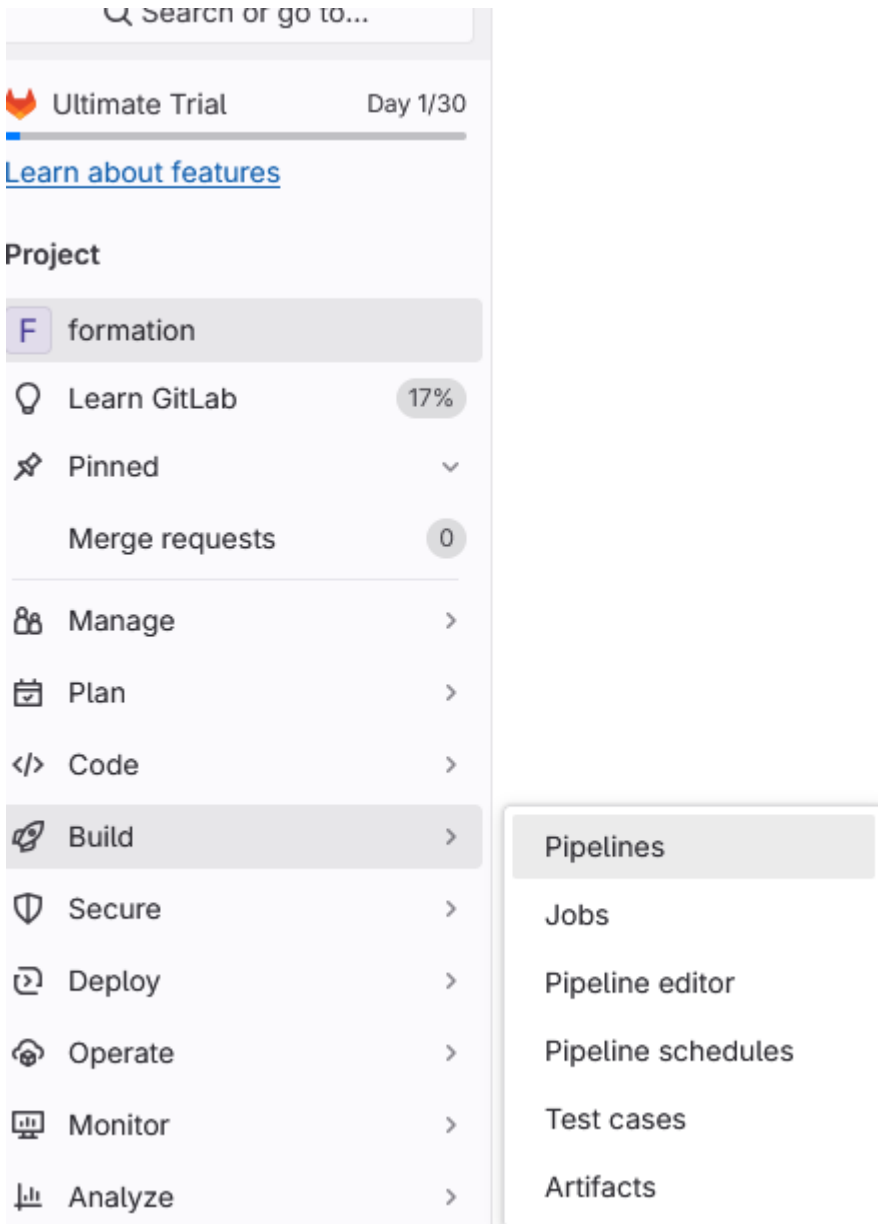 Search or go to...
Ultimate Trial Day 1/30
Learn about features
Project
F formation
Learn GitLab 17%
Pinned
Merge requests 0
Manage
Plan
Code
Build
Secure
Deploy
Operate
Monitor
Analyze
Pipelines
Jobs
Pipeline editor
Pipeline schedules
Test cases
Artifacts